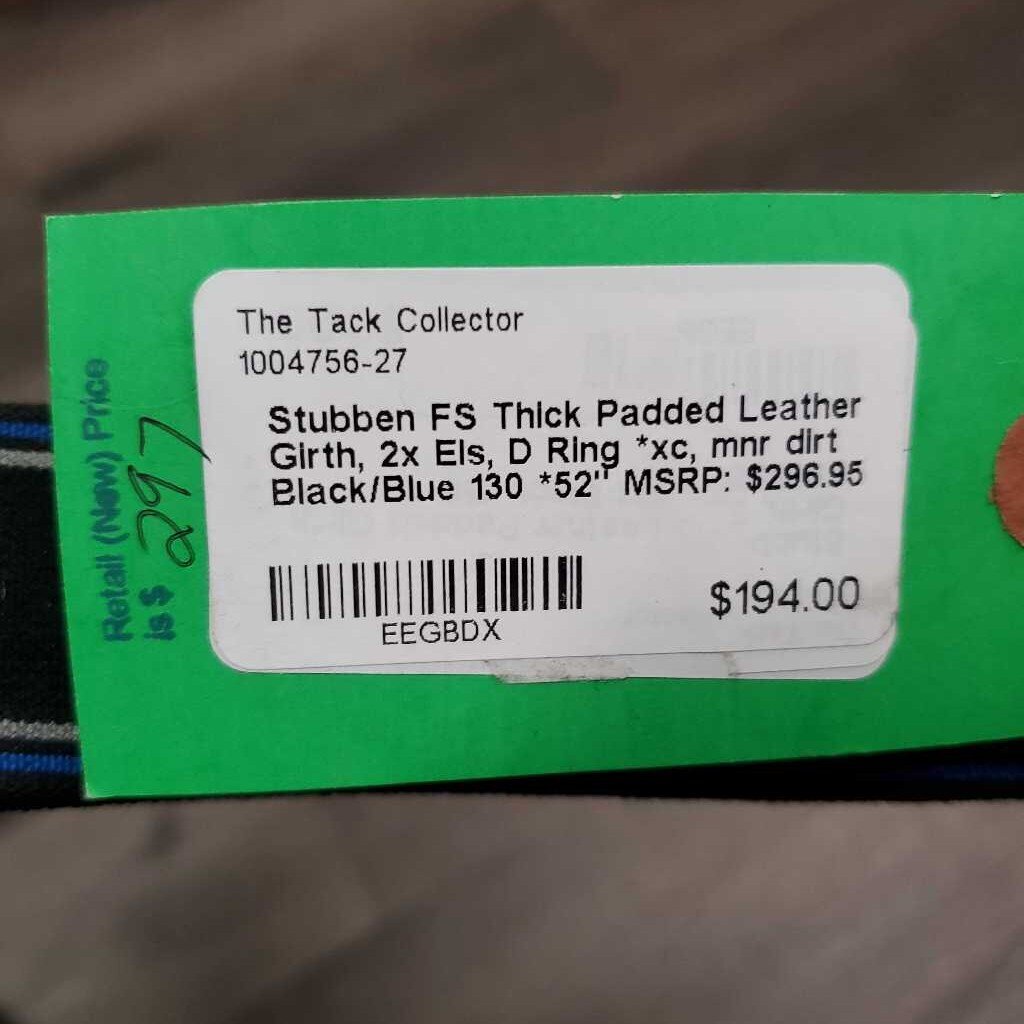 The Tack Collector
1004756-27
Stubben FS Thick Padded Leather
Girth, 2x Els, D Ring *xc, mnr dirt
Black/Blue 130 *52" MSRP: $296.95
EEGBDX
$194.00
Retail (New) Price
is $ 297